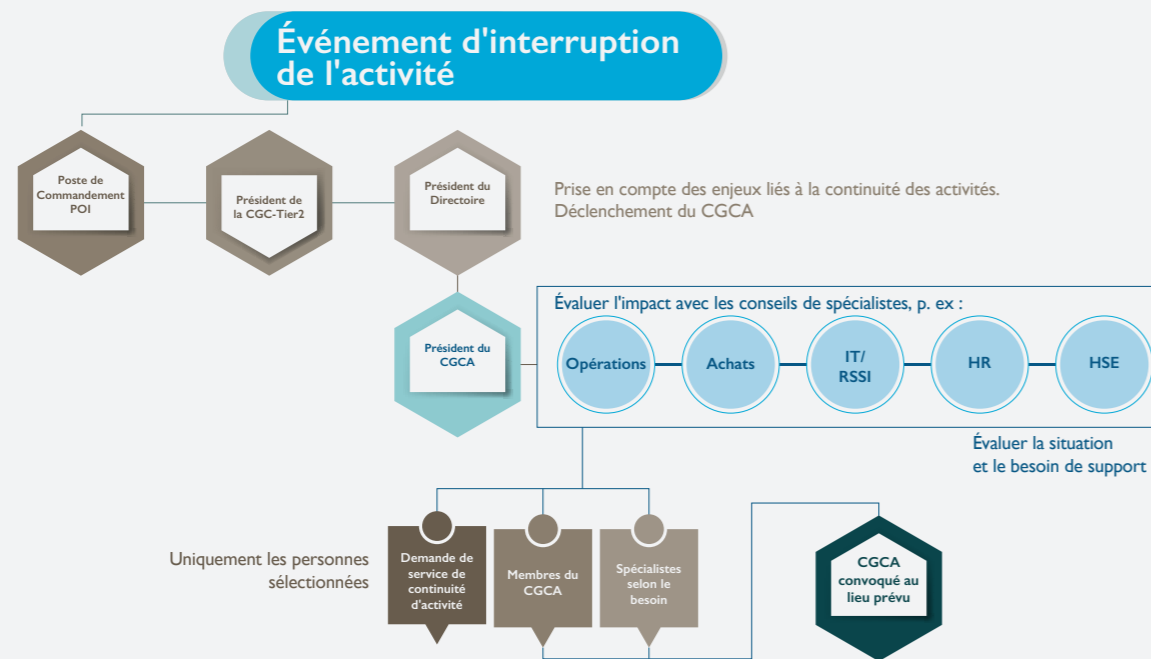 Événement d'interruption
de l'activité
Poste de
Commandement
POI
Président de
la CGC-Tier2
Président du
Directoire
Prise en compte des enjeux liés à la continuité des activités.
Déclenchement du CGCA
Président du
CGCA
Évaluer l'impact avec les conseils de spécialistes, p. ex :
Opérations
Achats
IT/
RSSI
HR
HSE
Évaluer la situation
et le besoin de support
Uniquement les personnes
sélectionnées
Demande de
service de
continuité
d'activité
Membres du
CGCA
Spécialistes
selon le
besoin
CGCA
convoqué au
lieu prévu